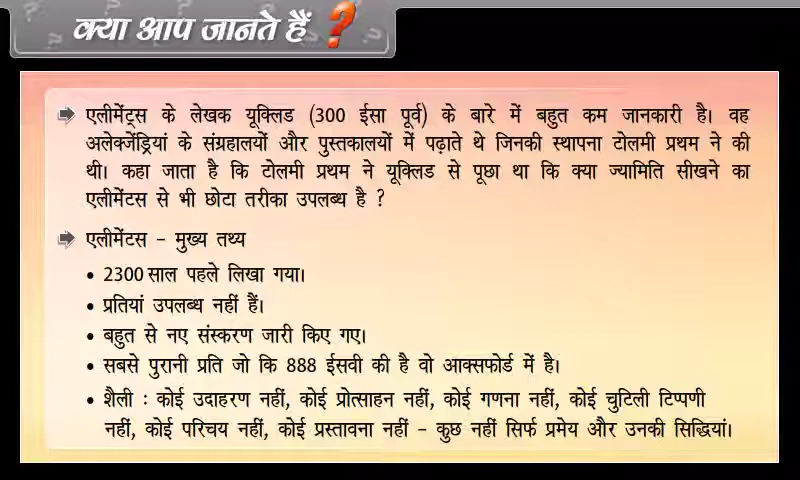 क्या आप जानते हैं ?
एलीमेंट्स के लेखक यूक्लिड (300 ईसा पूर्व) के बारे में बहुत कम जानकारी है। वह
अलेक्जेंड्रियां के संग्रहालयों और पुस्तकालयों में पढ़ाते थे जिनकी स्थापना टोलमी प्रथम ने की
थी। कहा जाता है कि टोलमी प्रथम ने यूक्लिड से पूछा था कि क्या ज्यामिति सीखने का
एलीमेंटस से भी छोटा तरीका उपलब्ध है ?
एलीमेंटस – मुख्य तथ्य
• 2300 साल पहले लिखा गया।
• प्रतियां उपलब्ध नहीं हैं।
• बहुत से नए संस्करण जारी किए गए।
• सबसे पुरानी प्रति जो कि 888 ईसवी की है वो आक्सफोर्ड में है।
• शैली : कोई उदाहरण नहीं, कोई प्रोत्साहन नहीं, कोई गणना नहीं, कोई चुटिली टिप्पणी
नहीं, कोई परिचय नहीं, कोई प्रस्तावना नहीं – कुछ नहीं सिर्फ प्रमेय और उनकी सिद्धियां।